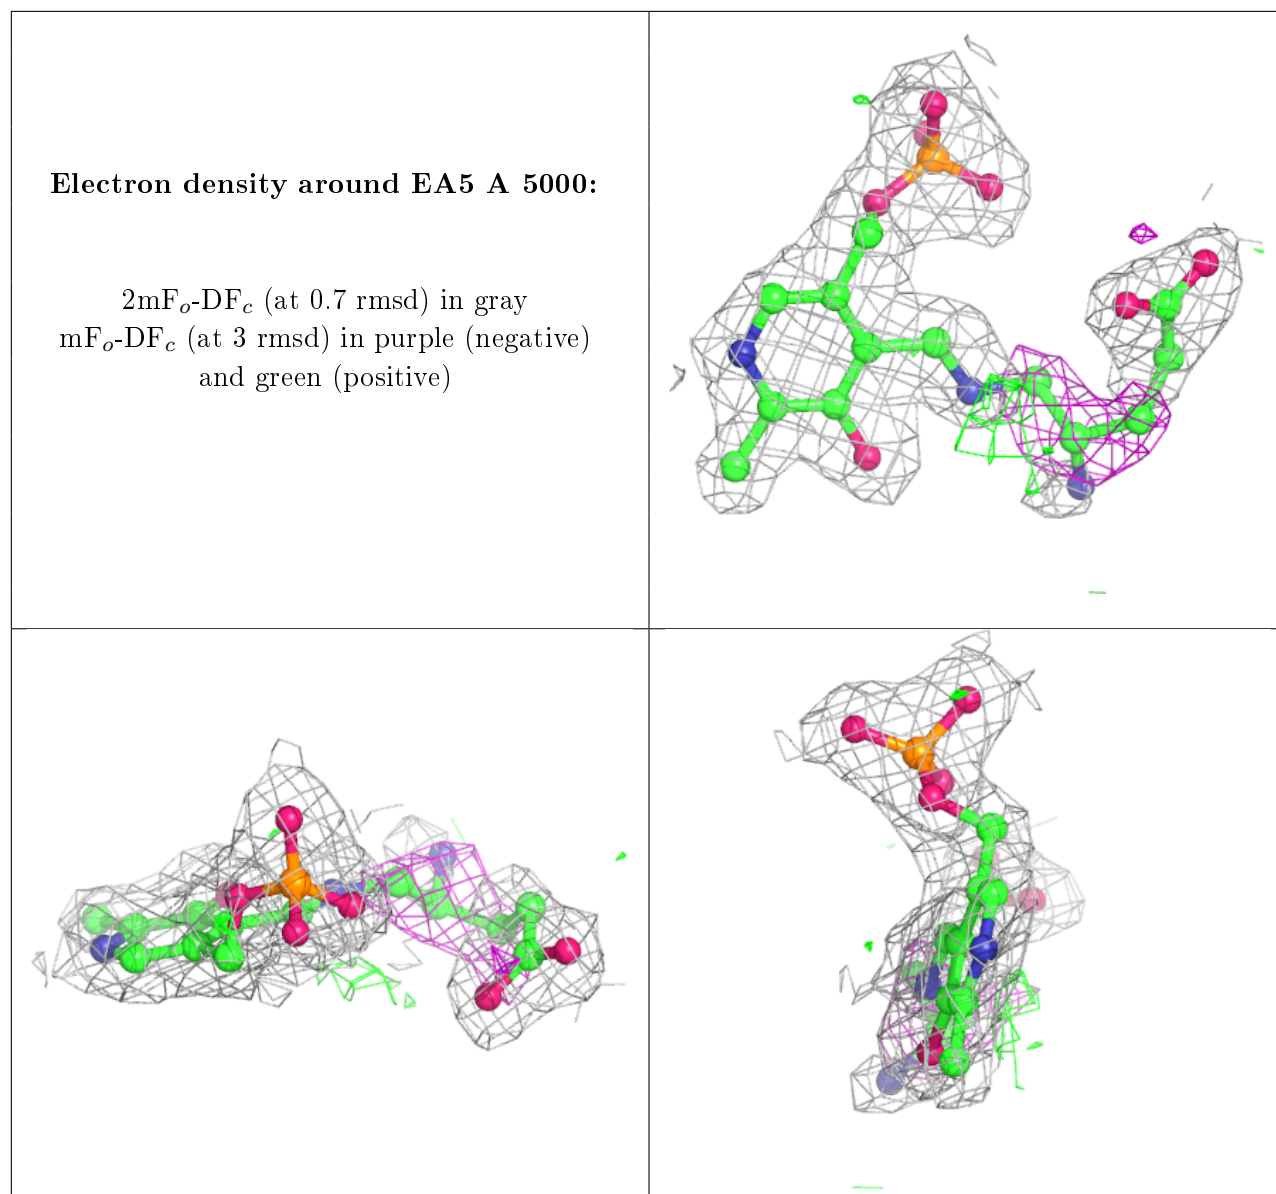 Electron density around EA5 A 5000:
2mFₒ-DF𝒸 (at 0.7 rmsd) in gray
mFₒ-DF𝒸 (at 3 rmsd) in purple (negative)
and green (positive)